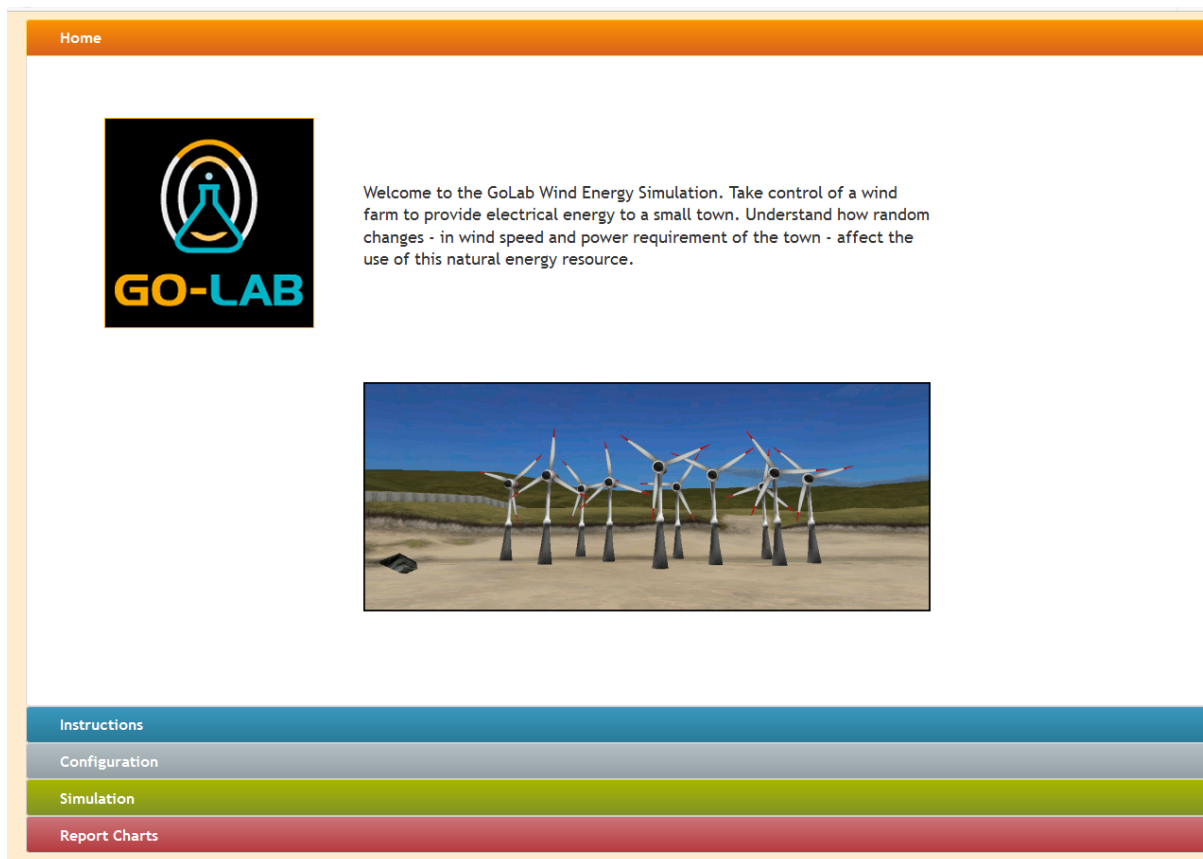 Home
GO-LAB
Welcome to the GoLab Wind Energy Simulation. Take control of a wind
farm to provide electrical energy to a small town. Understand how random
changes - in wind speed and power requirement of the town - affect the
use of this natural energy resource.
Instructions
Configuration
Simulation
Report Charts